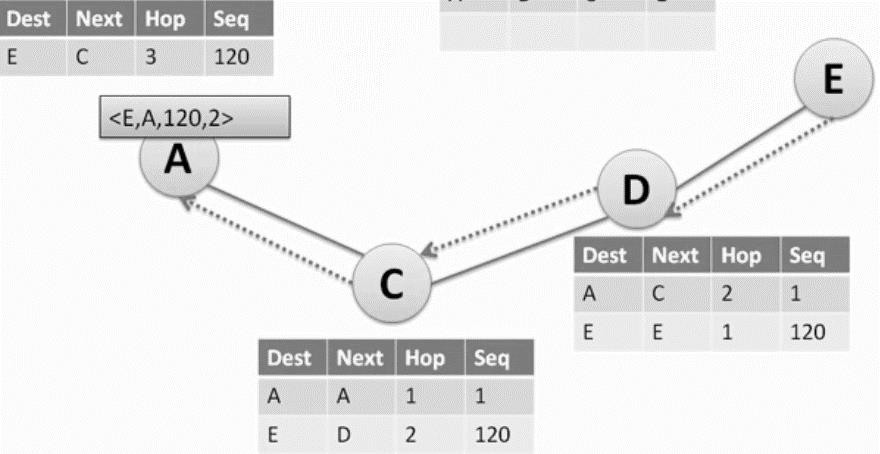 Dest Next Hop Seq
E C 3 120
<E,A,120,2>
A
E
D
C
Dest Next Hop Seq
A C 2 1
E E 1 120
Dest Next Hop Seq
A A 1 1
E D 2 120